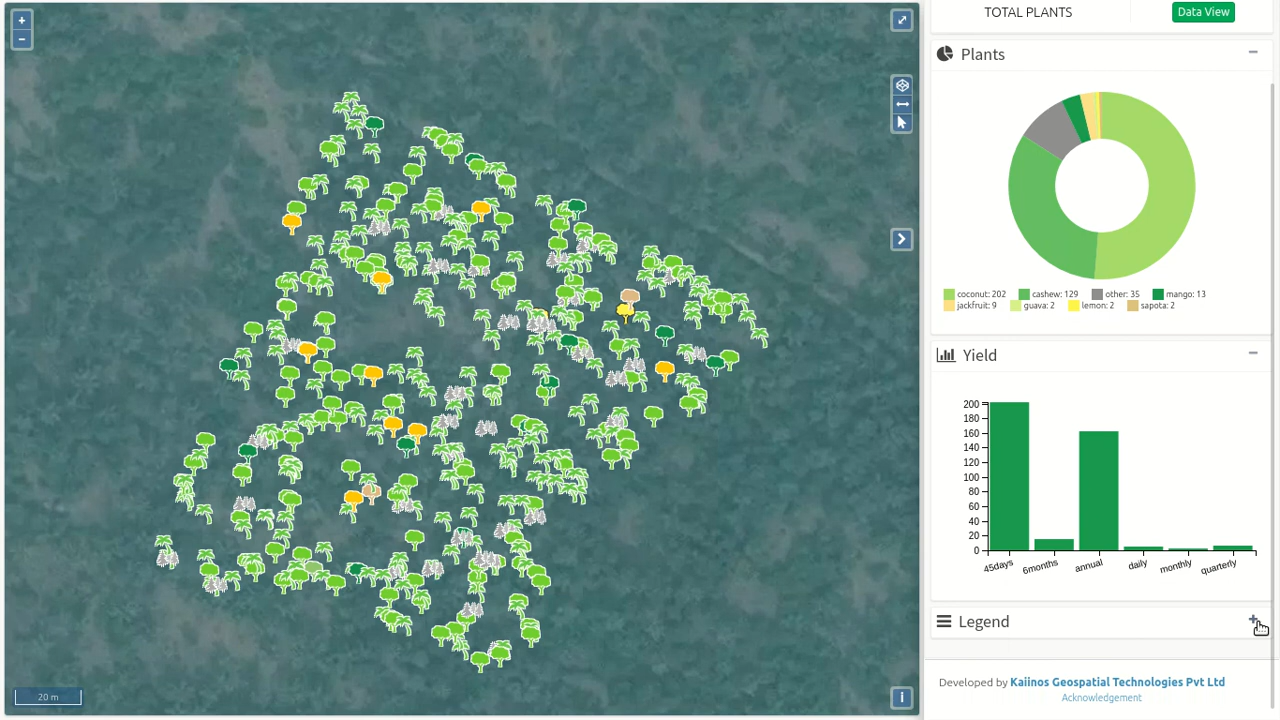 +
−
20 m
i
TOTAL PLANTS
Data View
Plants
coconut: 202 cashew: 129 other: 35 mango: 13
jackfruit: 9 guava: 2 lemon: 2 sapota: 2
Yield
200
180
160
140
120
100
80
60
40
20
0
45days 6months annual daily monthly quarterly
Legend
Developed by Kaiinos Geospatial Technologies Pvt Ltd
Acknowledgement